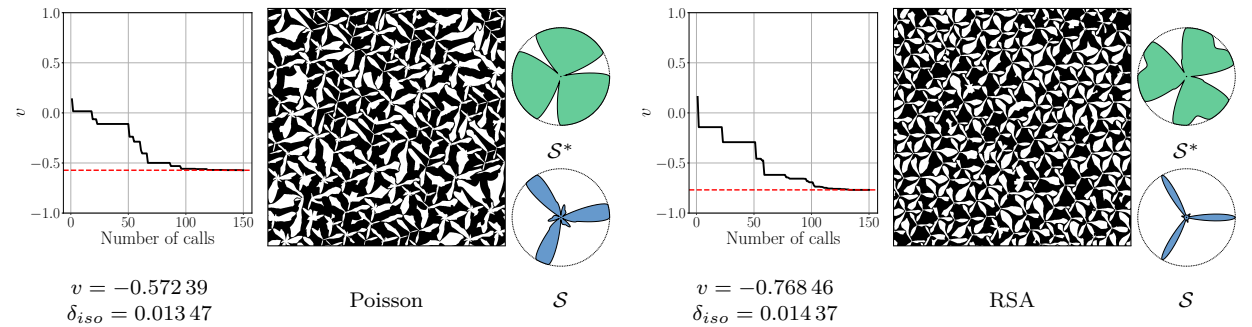 1.0
0.5
0.0
−0.5
−1.0
v
0
50
100
150
Number of calls
v = −0.572 39
δiso = 0.013 47
Poisson
S*
S
1.0
0.5
0.0
−0.5
−1.0
v
0
50
100
150
Number of calls
v = −0.768 46
δiso = 0.014 37
RSA
S*
S